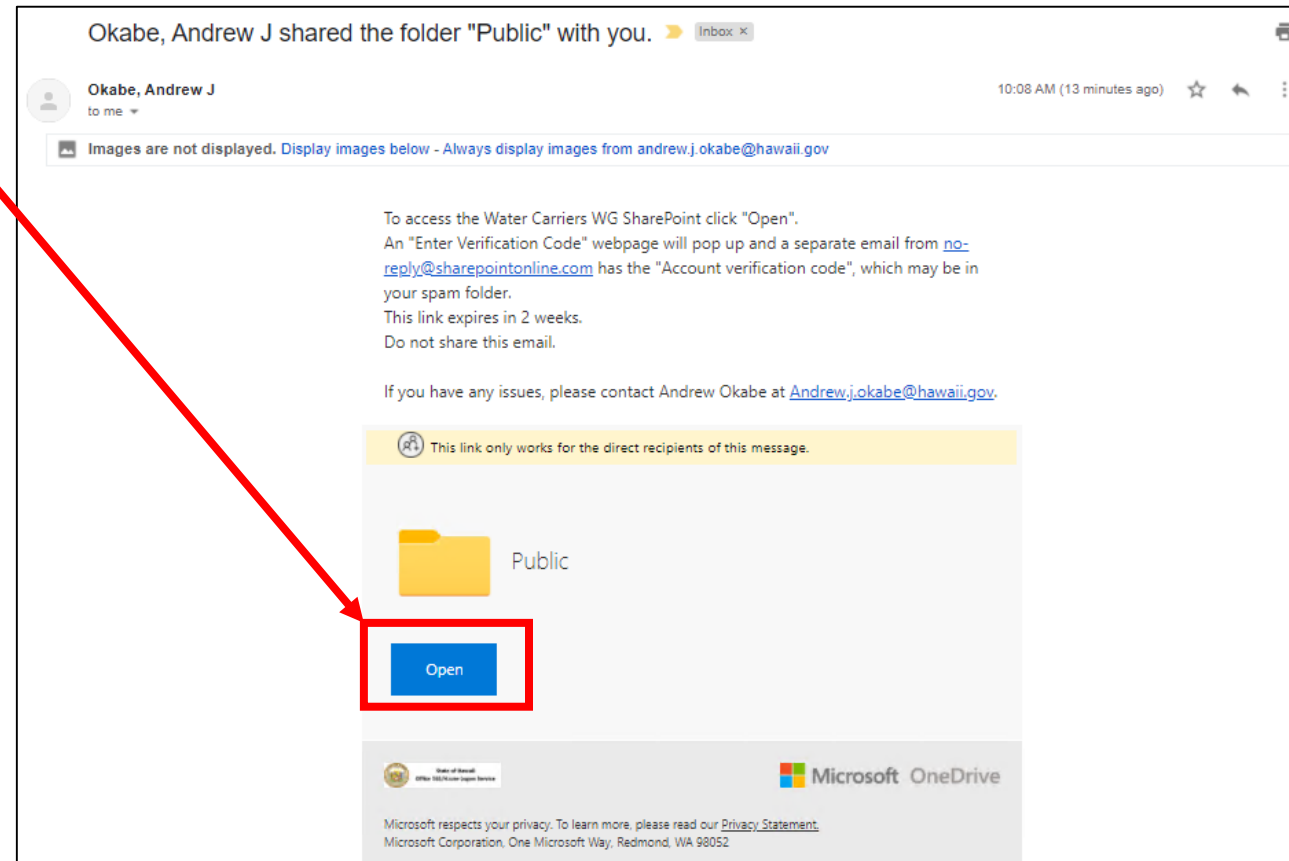 Okabe, Andrew J shared the folder "Public" with you. Inbox ×
Okabe, Andrew J
10:08 AM (13 minutes ago)
to me
Images are not displayed. Display images below - Always display images from andrew.j.okabe@hawaii.gov
To access the Water Carriers WG SharePoint click "Open".
An "Enter Verification Code" webpage will pop up and a separate email from no-
reply@sharepointonline.com has the "Account verification code", which may be in
your spam folder.
This link expires in 2 weeks.
Do not share this email.
If you have any issues, please contact Andrew Okabe at Andrew.j.okabe@hawaii.gov.
This link only works for the direct recipients of this message.
Public
Open
State of Hawaii
Microsoft OneDrive
Microsoft respects your privacy. To learn more, please read our Privacy Statement.
Microsoft Corporation, One Microsoft Way, Redmond, WA 98052